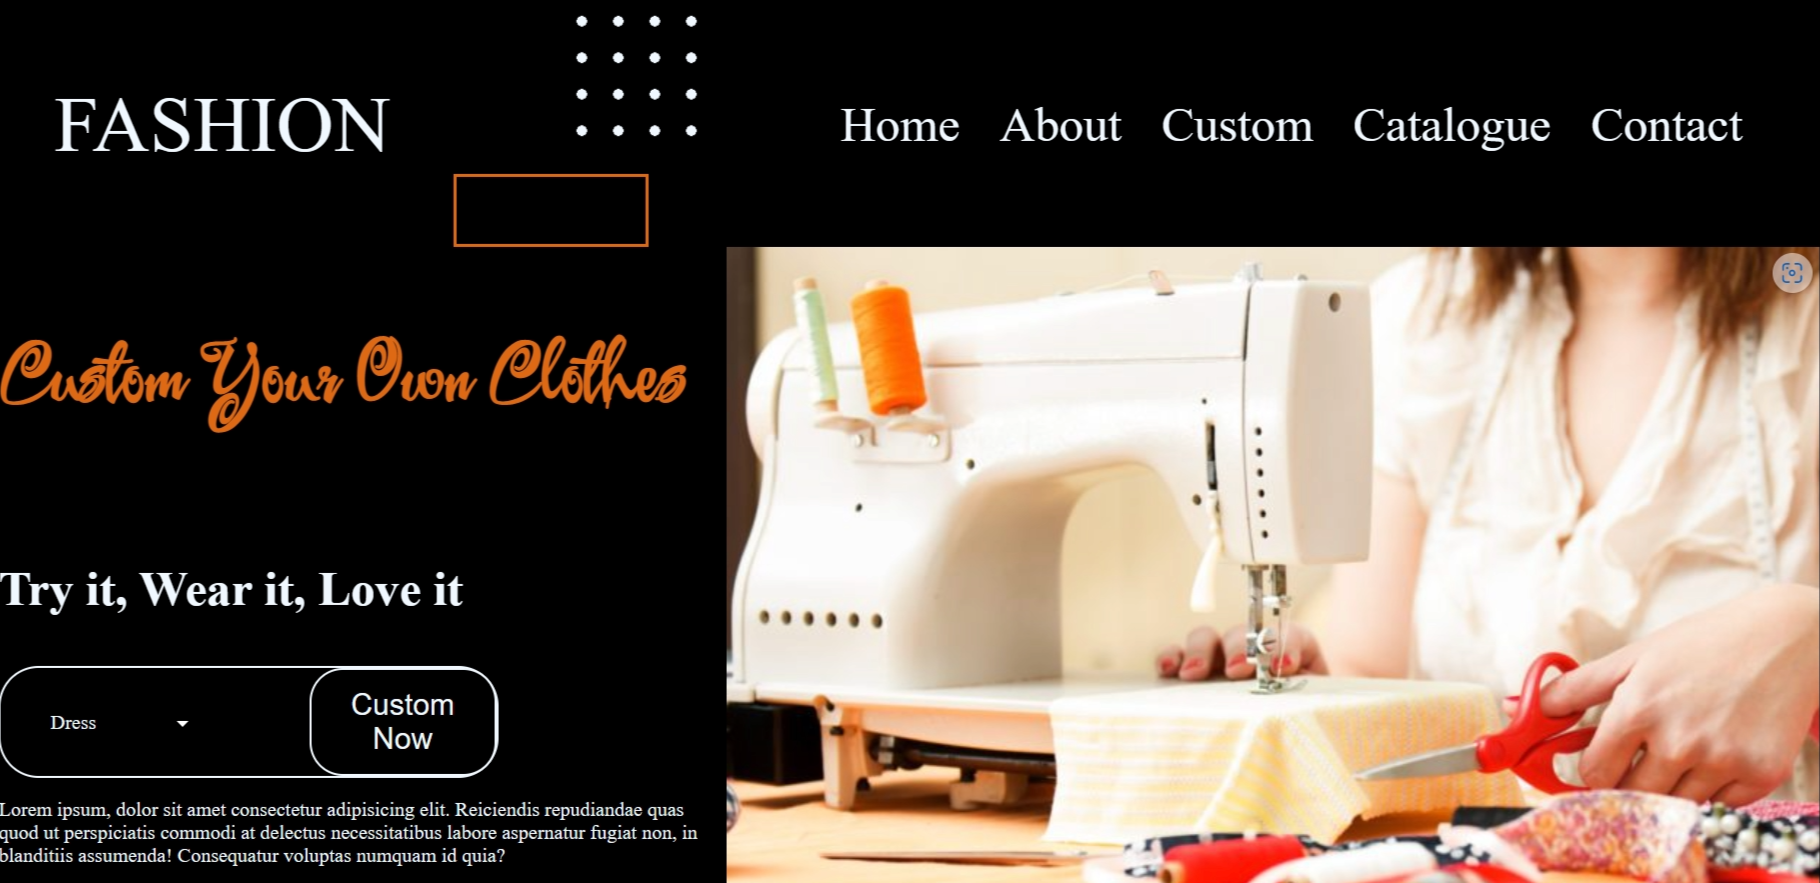 FASHION
Home About Custom Catalogue Contact
Custom Your Own Clothes
Try it, Wear it, Love it
Dress
Custom
Now
Lorem ipsum, dolor sit amet consectetur adipisicing elit. Reiciendis repudiandae quas
quod ut perspiciatis commodi at delectus necessitatibus labore aspernatur fugiat non, in
blanditiis assumenda! Consequatur voluptas numquam id quia?